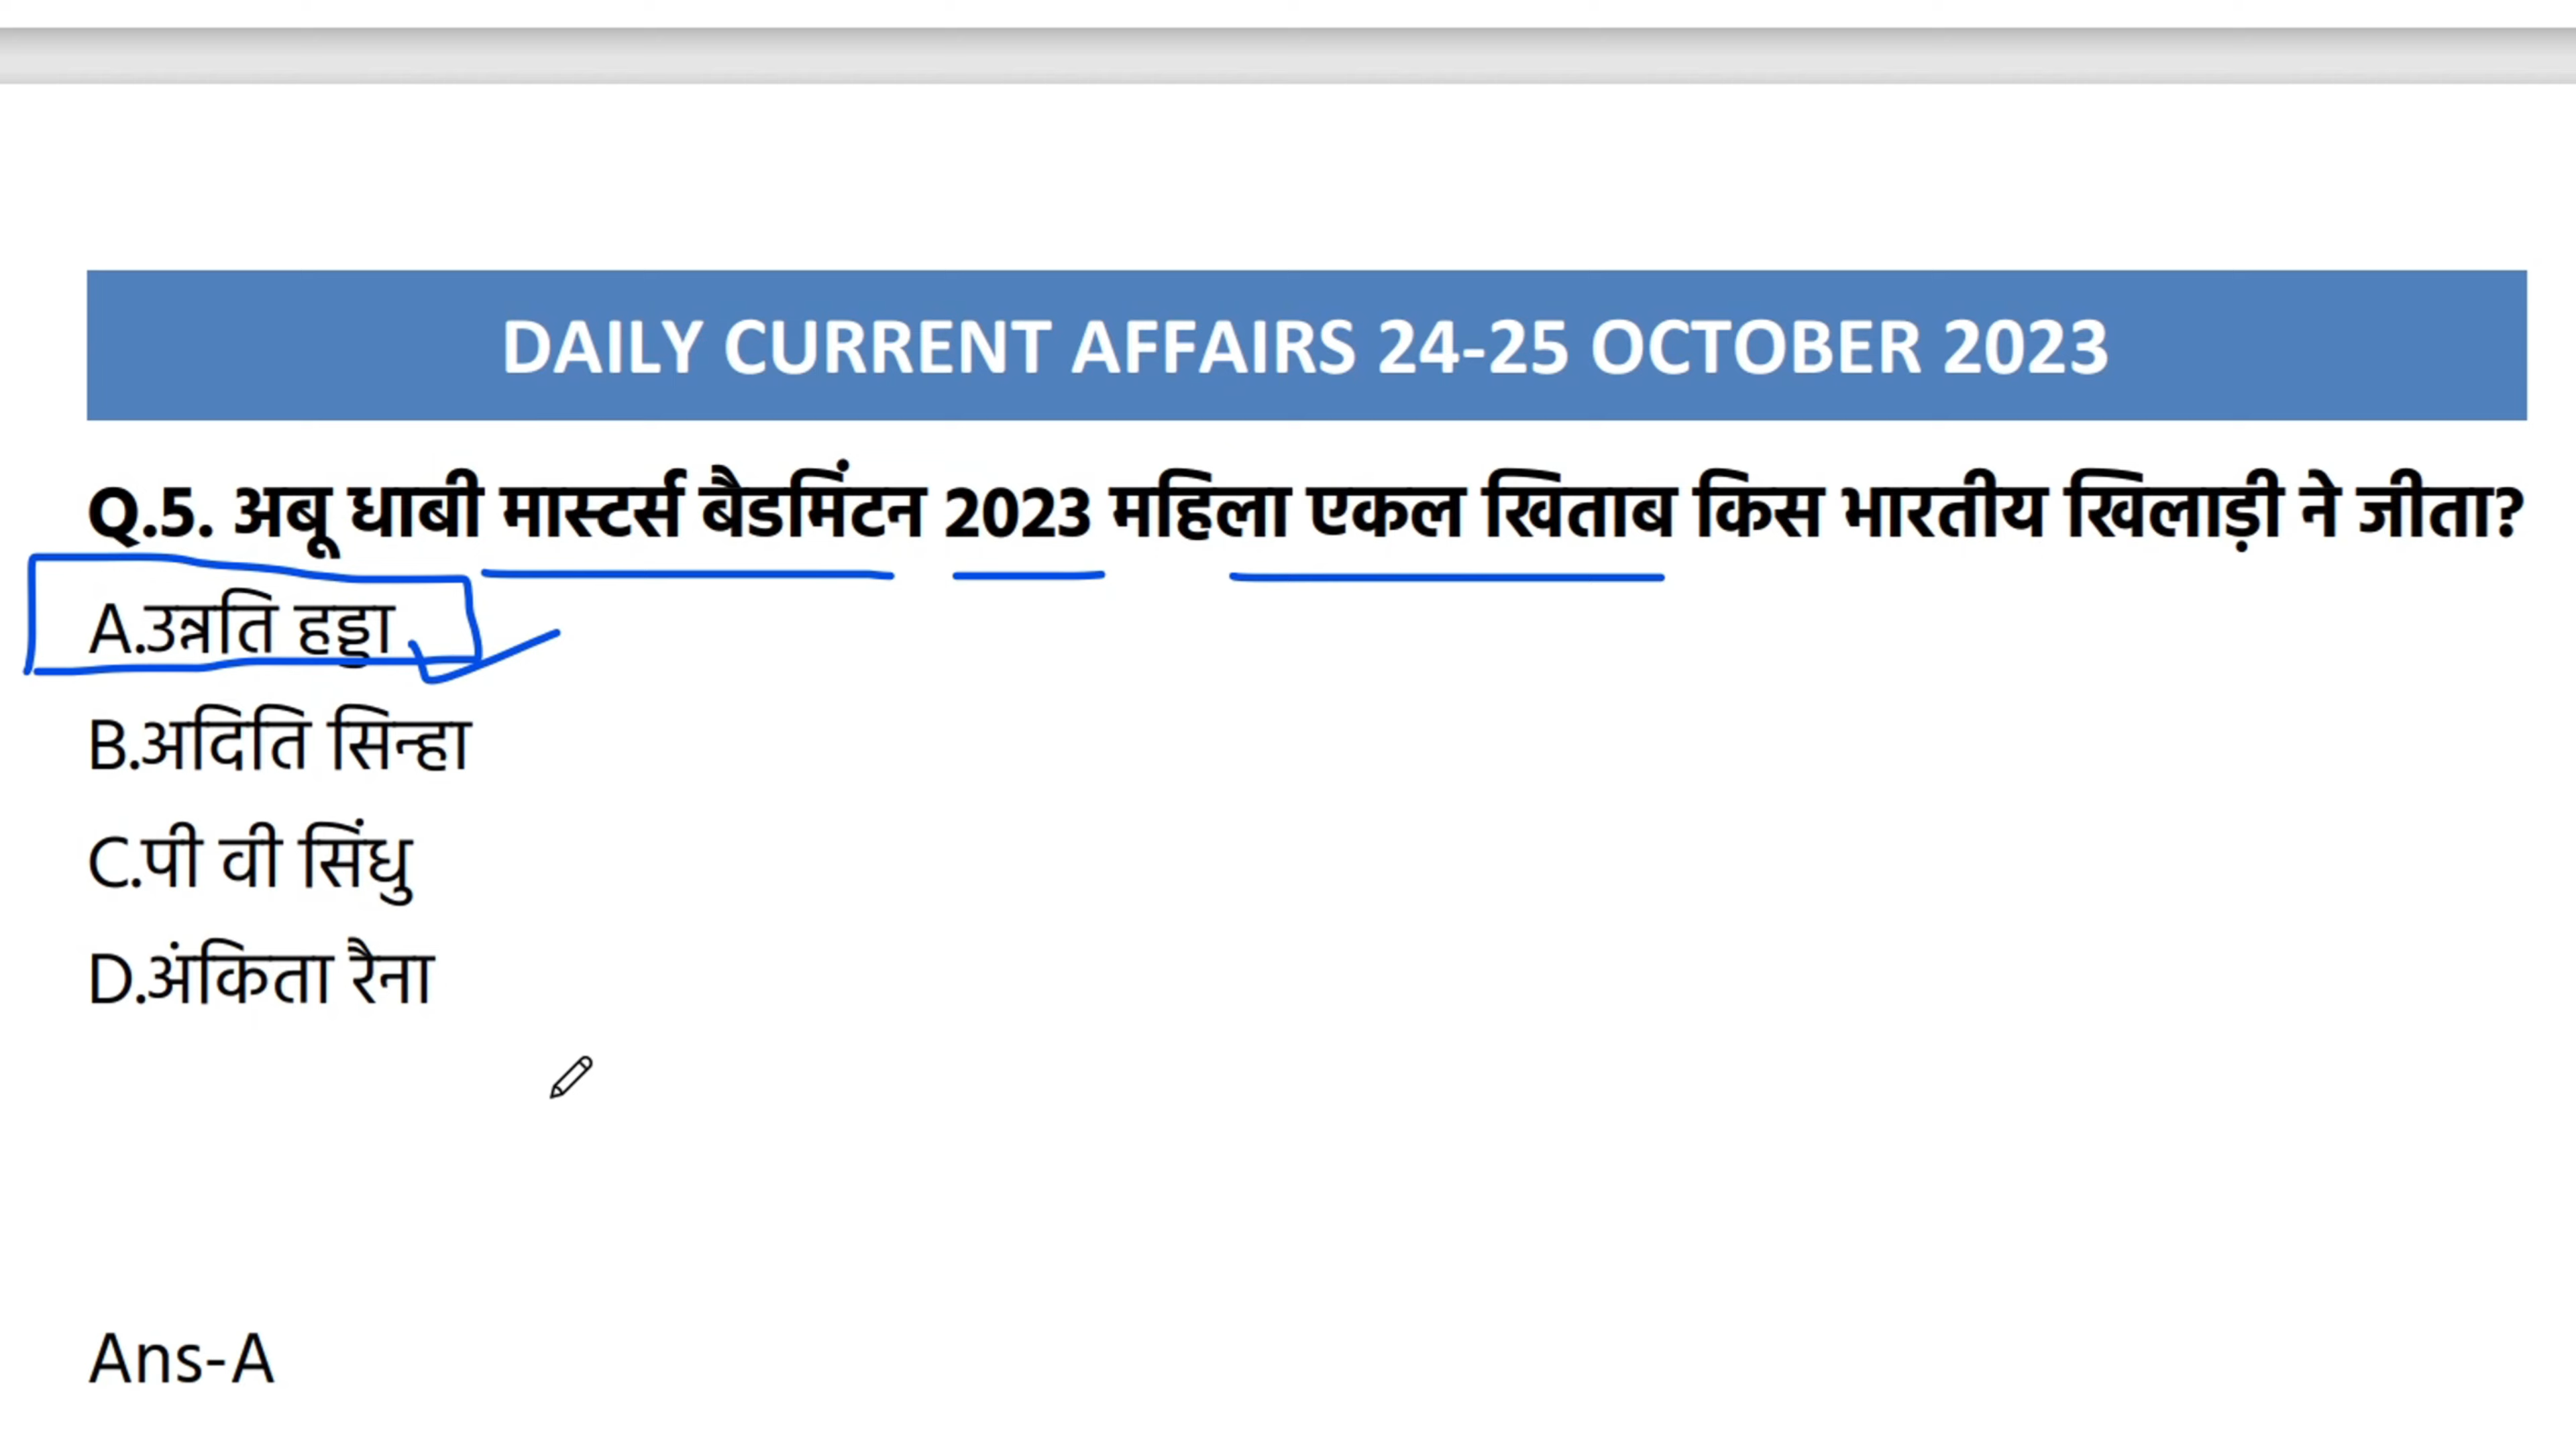 DAILY CURRENT AFFAIRS 24-25 OCTOBER 2023
Q.5. अबू धाबी मास्टर्स बैडमिंटन 2023 महिला एकल खिताब किस भारतीय खिलाड़ी ने जीता?
A.उन्नति हुड्डा
B.अदिति सिन्हा
C.पी वी सिंधु
D.अंकिता रैना
Ans-A